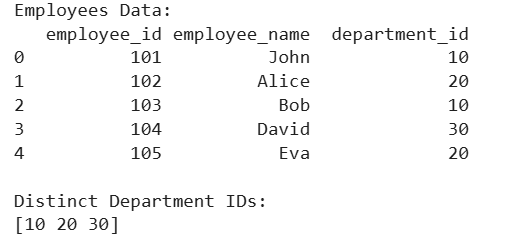 Employees Data:
employee_id employee_name department_id
0 101 John 10
1 102 Alice 20
2 103 Bob 10
3 104 David 30
4 105 Eva 20
Distinct Department IDs:
[10 20 30]